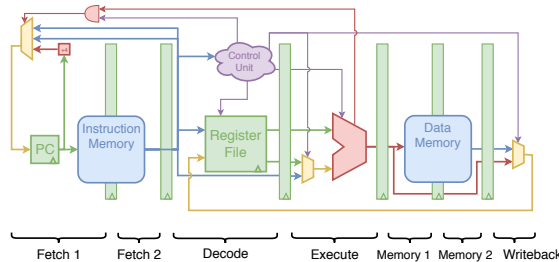 Control
Unit
PC
Instruction
Memory
Register
File
Data
Memory
Fetch 1
Fetch 2
Decode
Execute
Memory 1
Memory 2
Writeback